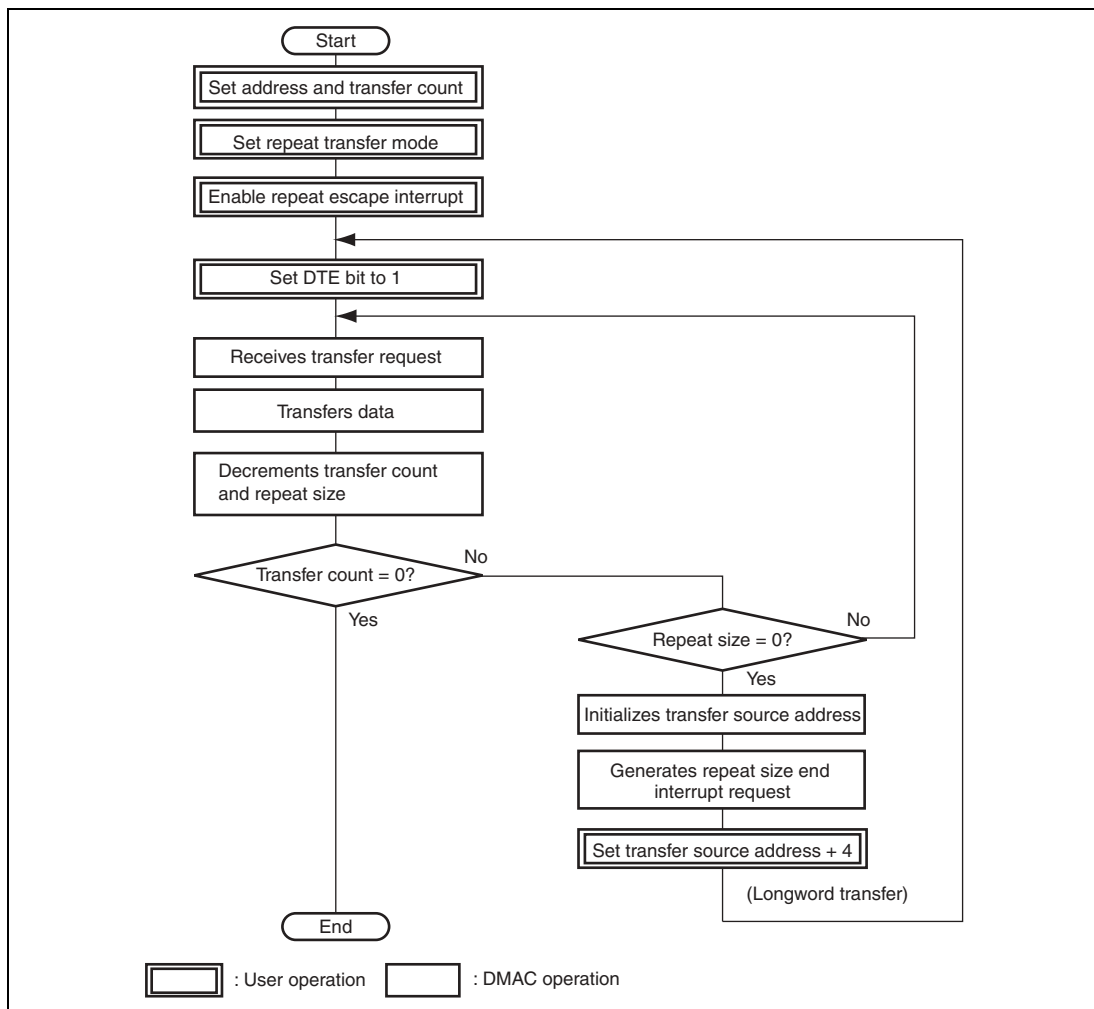 Start
Set address and transfer count
Set repeat transfer mode
Enable repeat escape interrupt
Set DTE bit to 1
Receives transfer request
Transfers data
Decrements transfer count
and repeat size
Transfer count = 0?
No
Yes
Repeat size = 0?
No
Yes
Initializes transfer source address
Generates repeat size end
interrupt request
Set transfer source address + 4
(Longword transfer)
End
: User operation
: DMAC operation